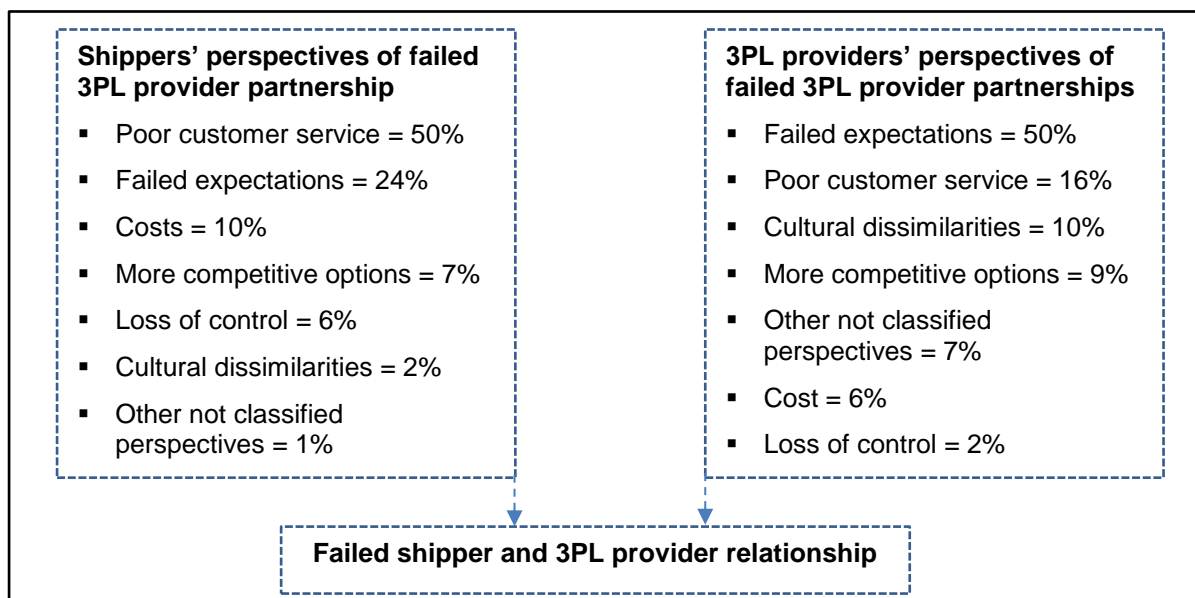 Shippers’ perspectives of failed
3PL provider partnership
▪ Poor customer service = 50%
▪ Failed expectations = 24%
▪ Costs = 10%
▪ More competitive options = 7%
▪ Loss of control = 6%
▪ Cultural dissimilarities = 2%
▪ Other not classified
perspectives = 1%
3PL providers’ perspectives of
failed 3PL provider partnerships
▪ Failed expectations = 50%
▪ Poor customer service = 16%
▪ Cultural dissimilarities = 10%
▪ More competitive options = 9%
▪ Other not classified
perspectives = 7%
▪ Cost = 6%
▪ Loss of control = 2%
Failed shipper and 3PL provider relationship